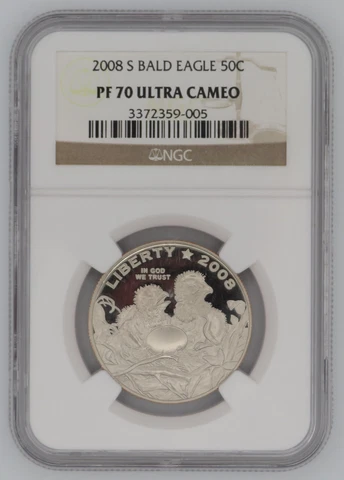 2008 S BALD EAGLE 50C
PF 70 ULTRA CAMEO
3372359-005
NGC
LIBERTY ★ 2008
IN GOD
WE TRUST